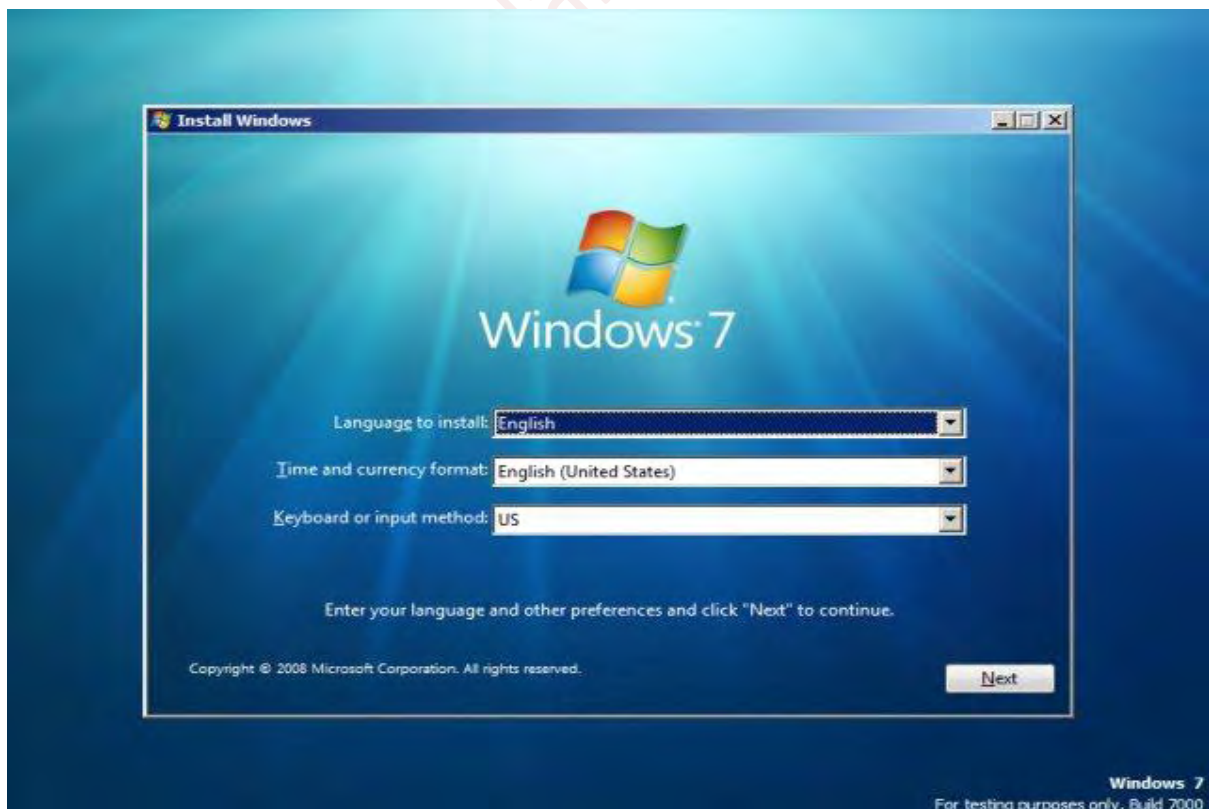 Install Windows
Windows 7
Language to install: English
Time and currency format: English (United States)
Keyboard or input method: US
Enter your language and other preferences and click "Next" to continue.
Copyright © 2008 Microsoft Corporation. All rights reserved.
Next
Windows 7
For testing purposes only. Build 7000